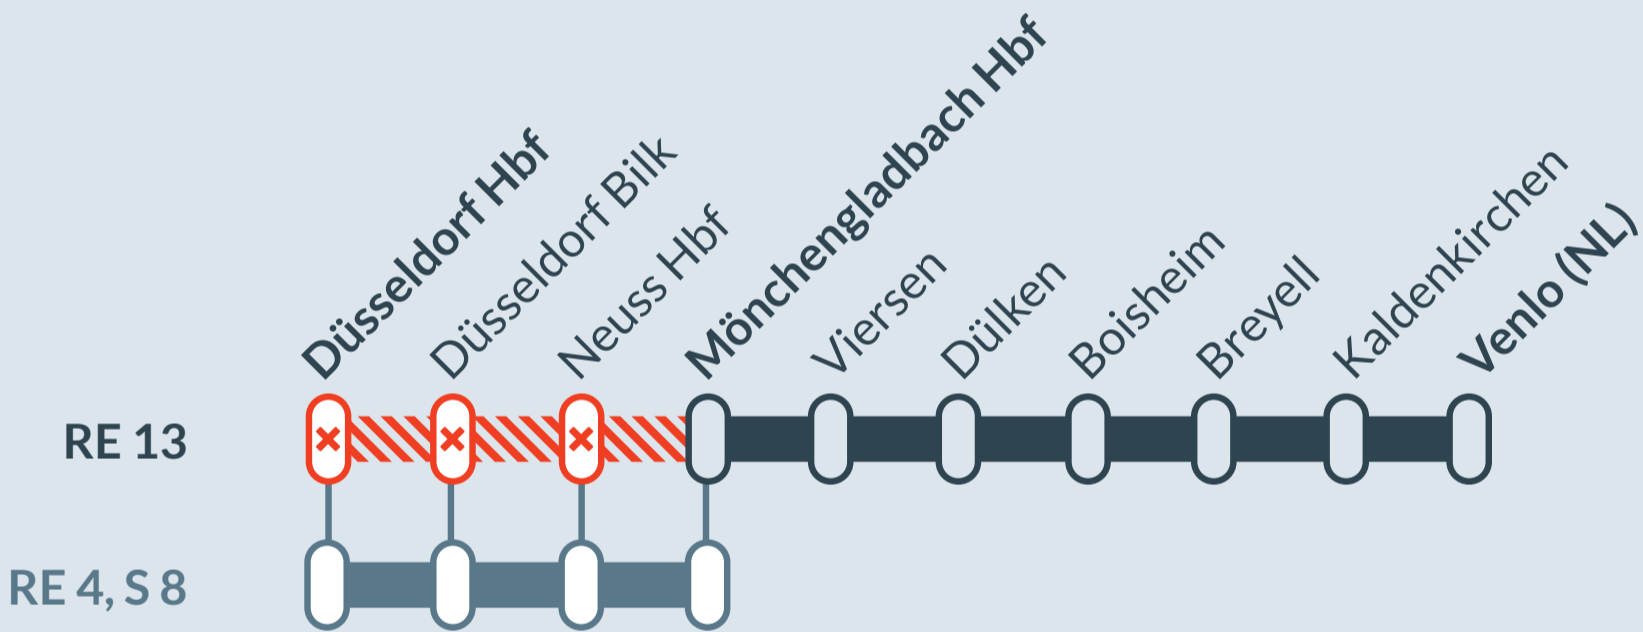 Düsseldorf Hbf
Düsseldorf Bilk
Neuss Hbf
Mönchengladbach Hbf
Viersen
Dülken
Boisheim
Breyell
Kaldenkirchen
Venlo (NL)
RE 13
RE 4, S 8